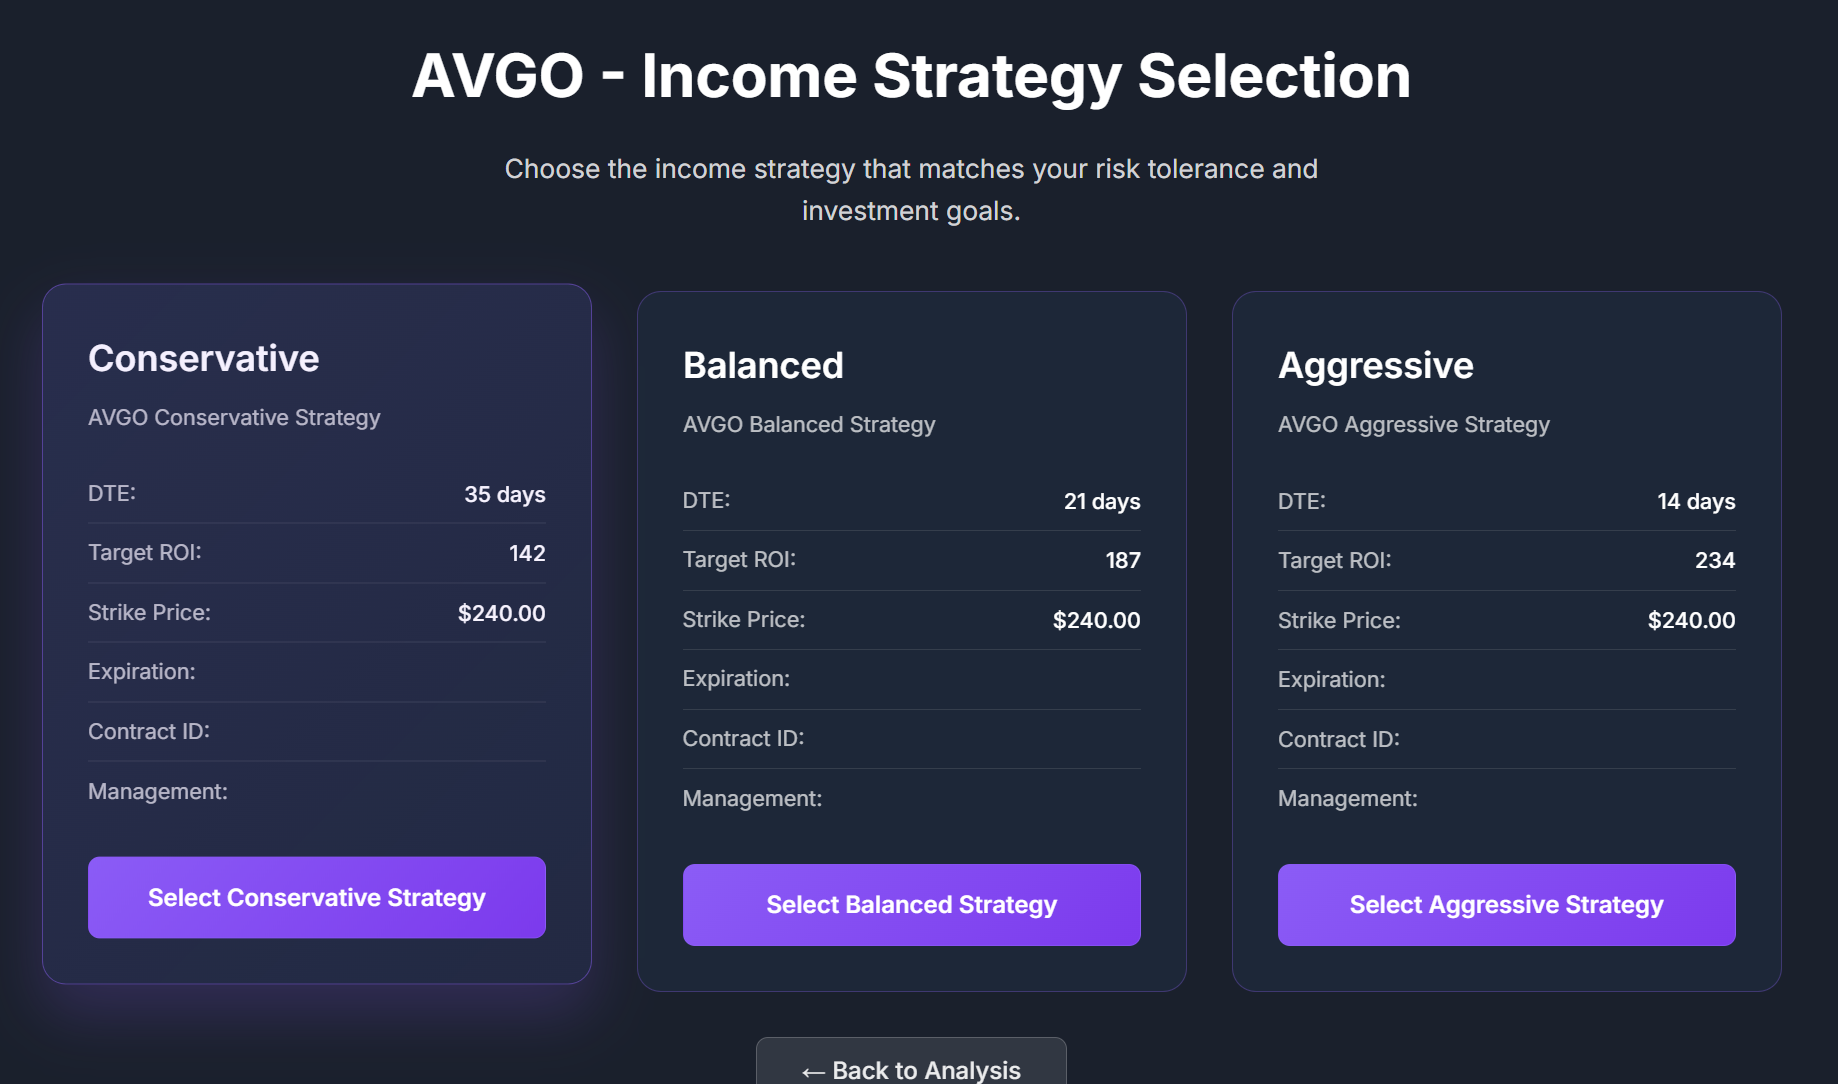 AVGO - Income Strategy Selection
Choose the income strategy that matches your risk tolerance and
investment goals.
Conservative
AVGO Conservative Strategy
DTE: 35 days
Target ROI: 142
Strike Price: $240.00
Expiration:
Contract ID:
Management:
Select Conservative Strategy
Balanced
AVGO Balanced Strategy
DTE: 21 days
Target ROI: 187
Strike Price: $240.00
Expiration:
Contract ID:
Management:
Select Balanced Strategy
Aggressive
AVGO Aggressive Strategy
DTE: 14 days
Target ROI: 234
Strike Price: $240.00
Expiration:
Contract ID:
Management:
Select Aggressive Strategy
← Back to Analysis